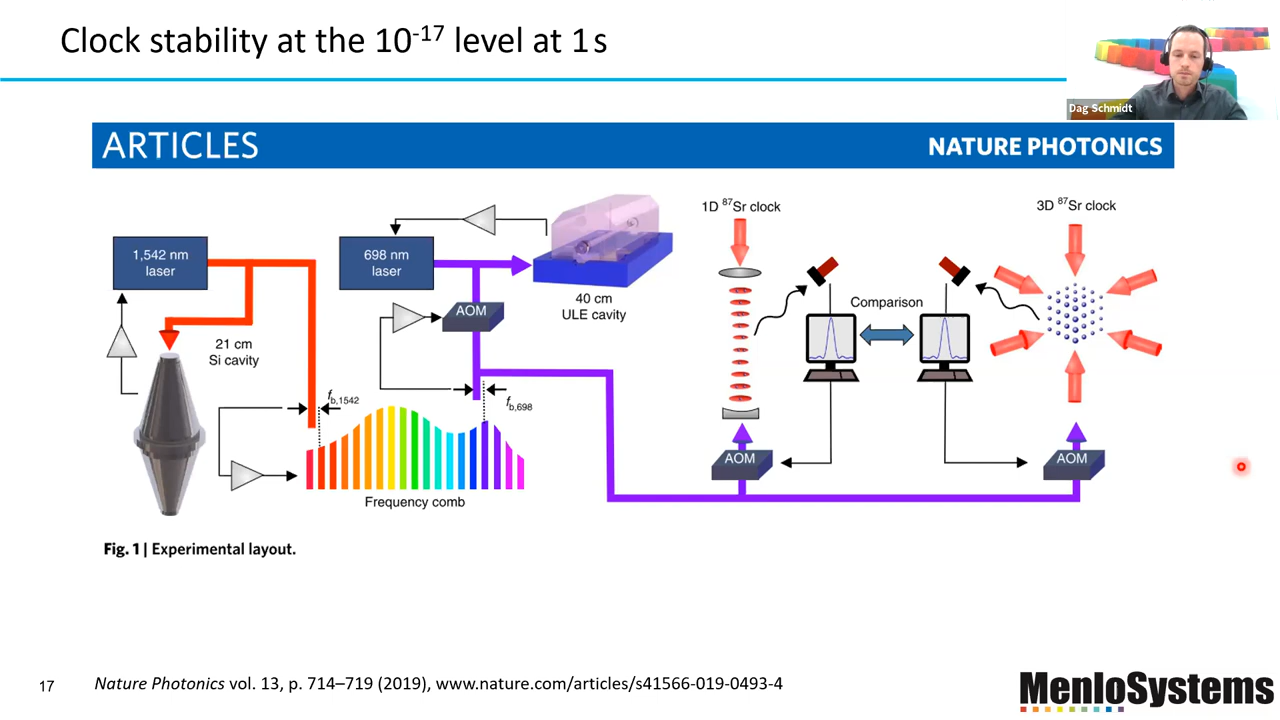 Clock stability at the 10⁻¹⁷ level at 1 s
Dag Schmidt
ARTICLES
NATURE PHOTONICS
1D ⁸⁷Sr clock
3D ⁸⁷Sr clock
1,542 nm
laser
698 nm
laser
40 cm
ULE cavity
AOM
Comparison
21 cm
Si cavity
f b,1542
f b,698
AOM
AOM
Frequency comb
Fig. 1 | Experimental layout.
17
Nature Photonics vol. 13, p. 714–719 (2019), www.nature.com/articles/s41566-019-0493-4
MenloSystems